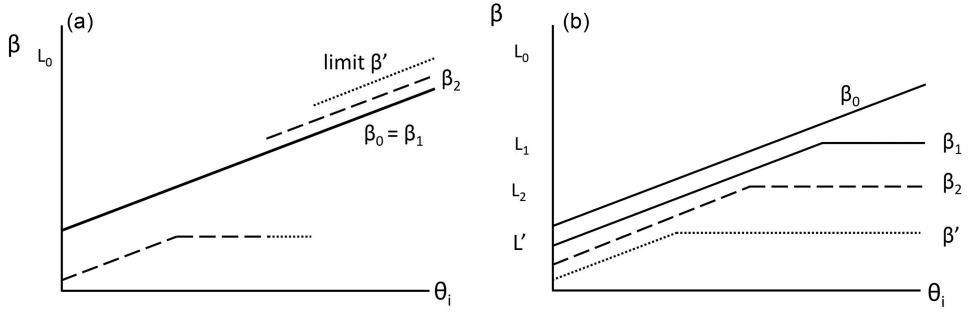 (a)
β
L₀
limit β'
β₂
β₀ = β₁
θᵢ
(b)
β
L₀
β₀
L₁
β₁
L₂
β₂
L'
β'
θᵢ